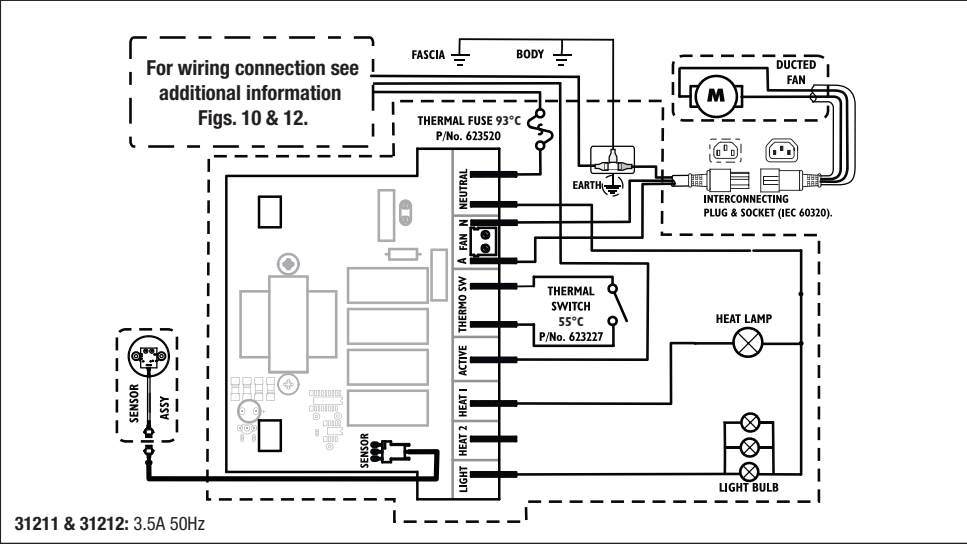 For wiring connection see
additional information
Figs. 10 & 12.
FASCIA
BODY
DUCTED
FAN
M
THERMAL FUSE 93°C
P/No. 623520
EARTH
INTERCONNECTING
PLUG & SOCKET (IEC 60320).
NEUTRAL
N
FAN
A
THERMO SW
THERMAL
SWITCH
55°C
P/No. 623227
ACTIVE
HEAT LAMP
HEAT 1
HEAT 2
LIGHT
LIGHT BULB
SENSOR
SENSOR
ASSY
31211 & 31212: 3.5A 50Hz